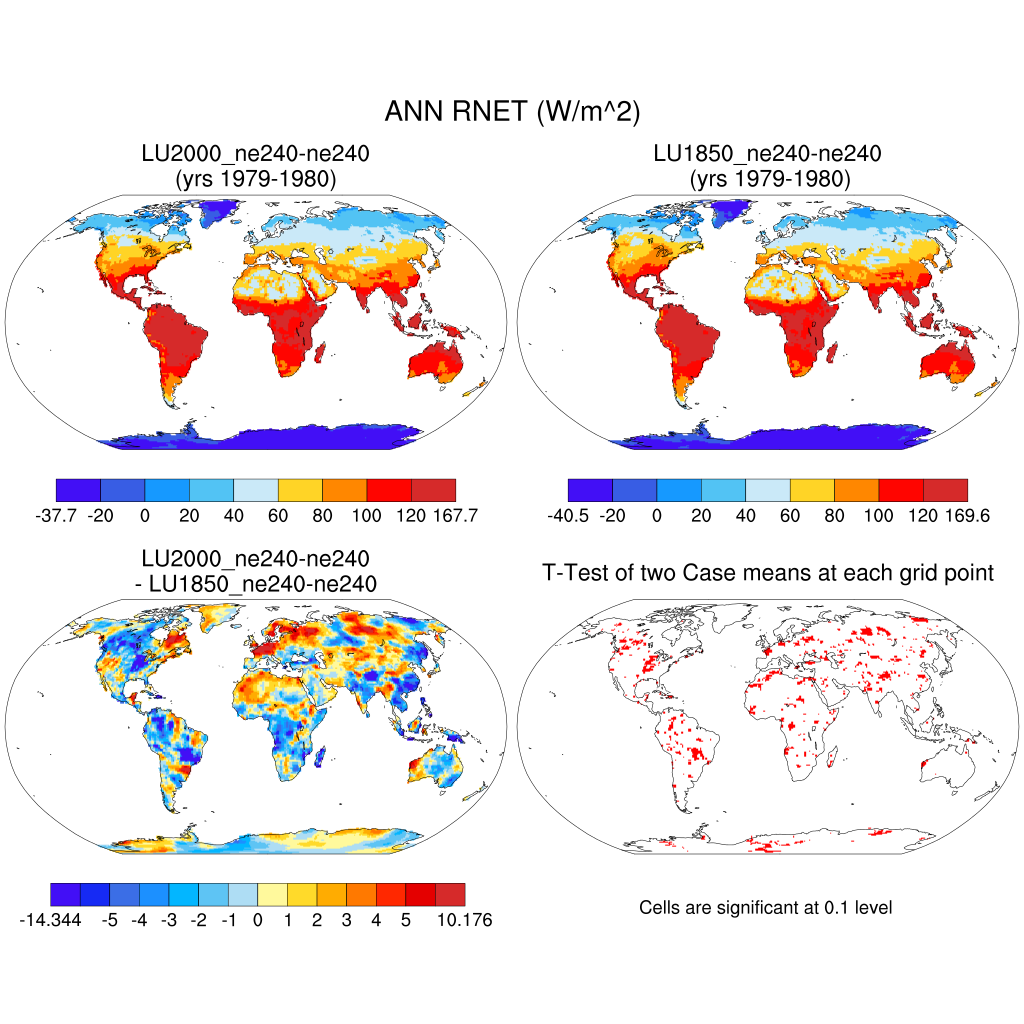 ANN RNET (W/m^2)
LU2000_ne240-ne240
(yrs 1979-1980)
LU1850_ne240-ne240
(yrs 1979-1980)
-37.7 -20 0 20 40 60 80 100 120 167.7
-40.5 -20 0 20 40 60 80 100 120 169.6
LU2000_ne240-ne240
- LU1850_ne240-ne240
T-Test of two Case means at each grid point
-14.344 -5 -4 -3 -2 -1 0 1 2 3 4 5 10.176
Cells are significant at 0.1 level